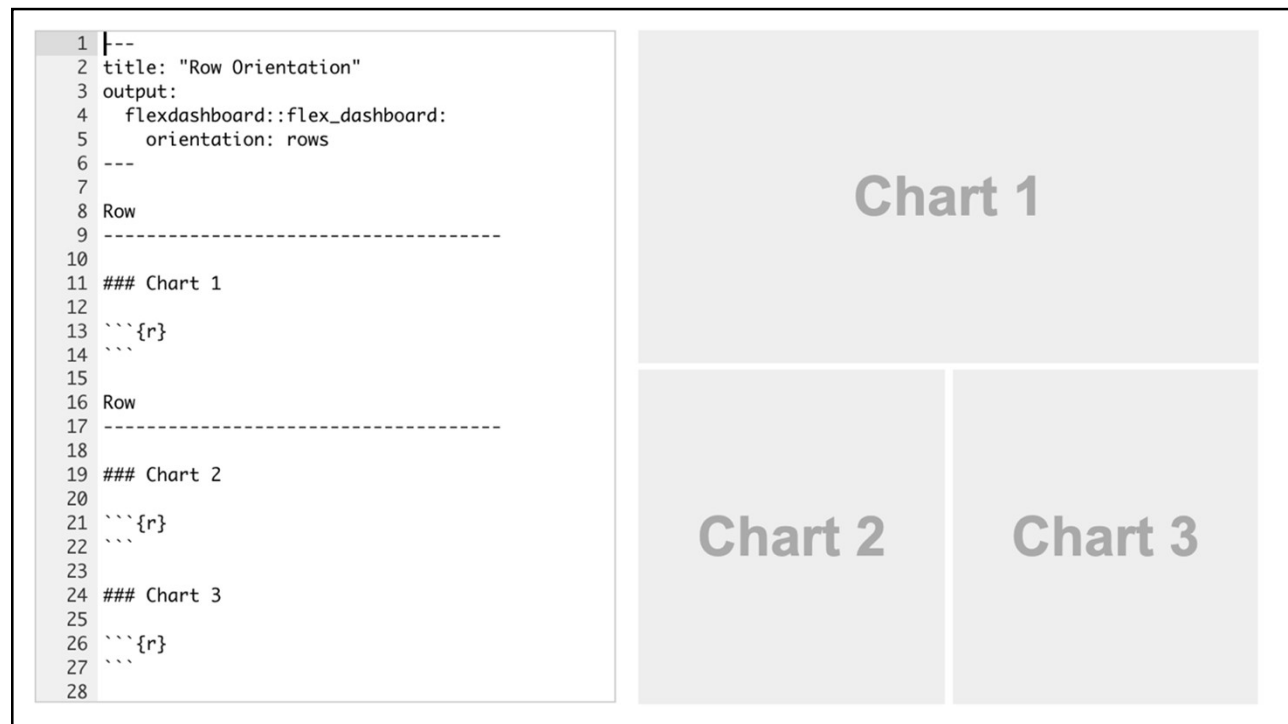 1 ---
2 title: "Row Orientation"
3 output:
4   flexdashboard::flex_dashboard:
5     orientation: rows
6 ---
7
8 Row
9 -------------------------------------
10
11 ### Chart 1
12
13 ```{r}
14 ```
15
16 Row
17 -------------------------------------
18
19 ### Chart 2
20
21 ```{r}
22 ```
23
24 ### Chart 3
25
26 ```{r}
27 ```
28
Chart 1
Chart 2
Chart 3